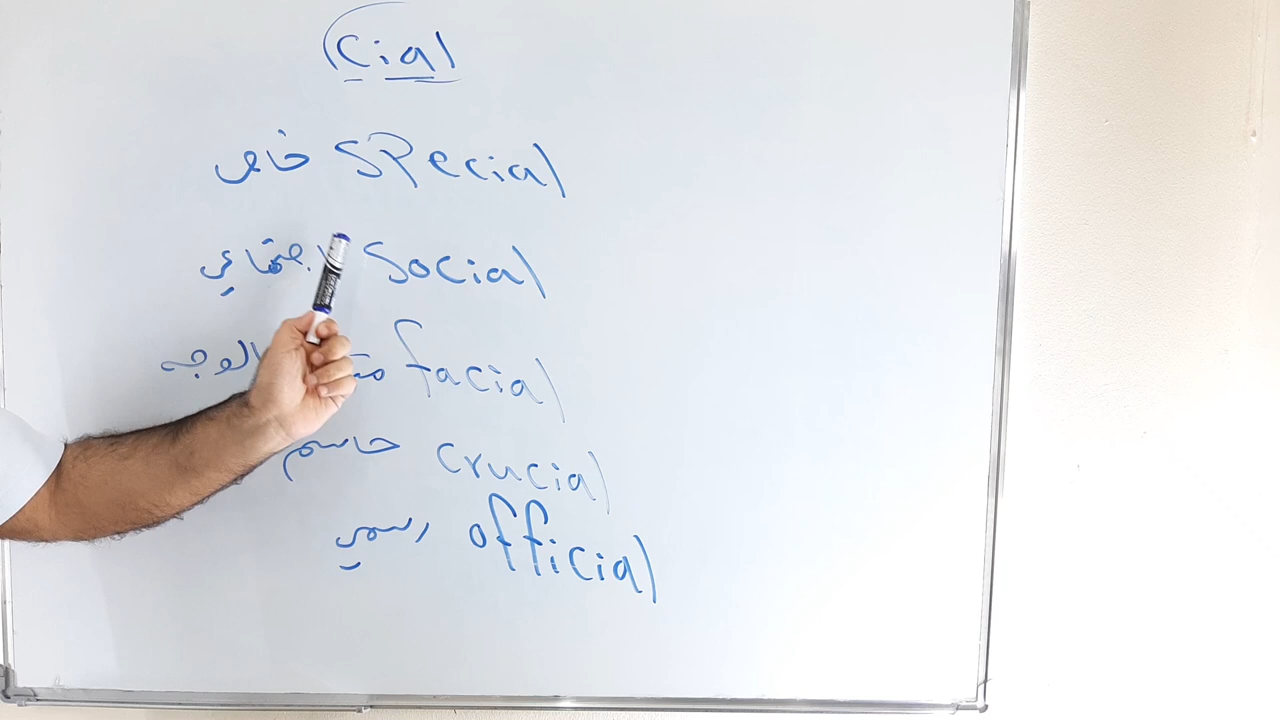 Cial
Special خاص
Social اجتماعي
facial الوجه
crucial حاسم
official رسمي